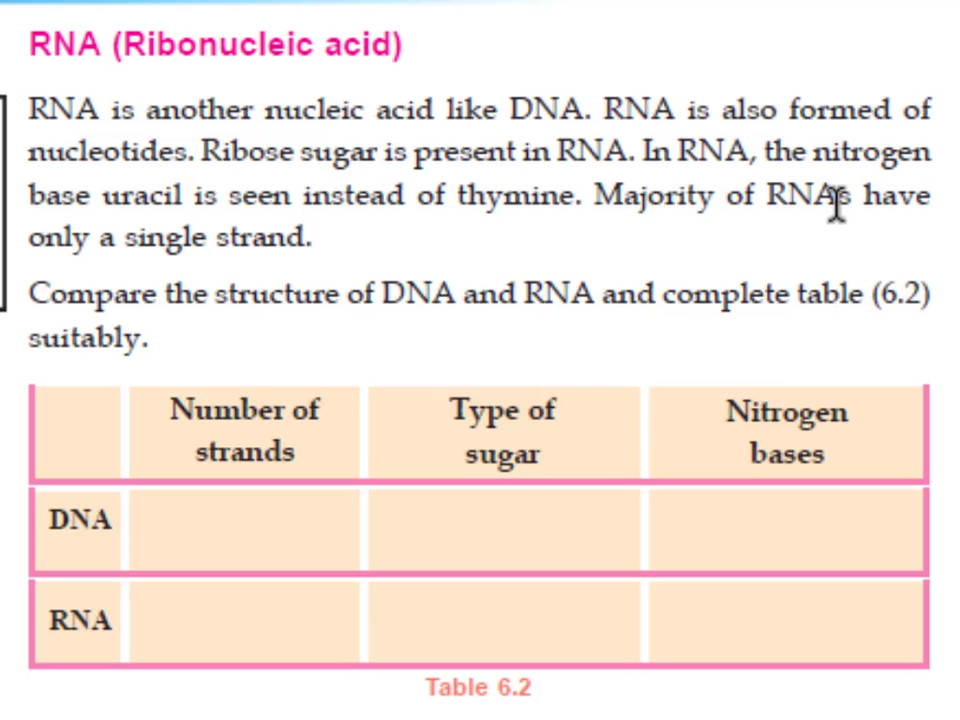 RNA (Ribonucleic acid)
RNA is another nucleic acid like DNA. RNA is also formed of
nucleotides. Ribose sugar is present in RNA. In RNA, the nitrogen
base uracil is seen instead of thymine. Majority of RNAs have
only a single strand.
Compare the structure of DNA and RNA and complete table (6.2)
suitably.
Number of strands
Type of sugar
Nitrogen bases
DNA
RNA
Table 6.2